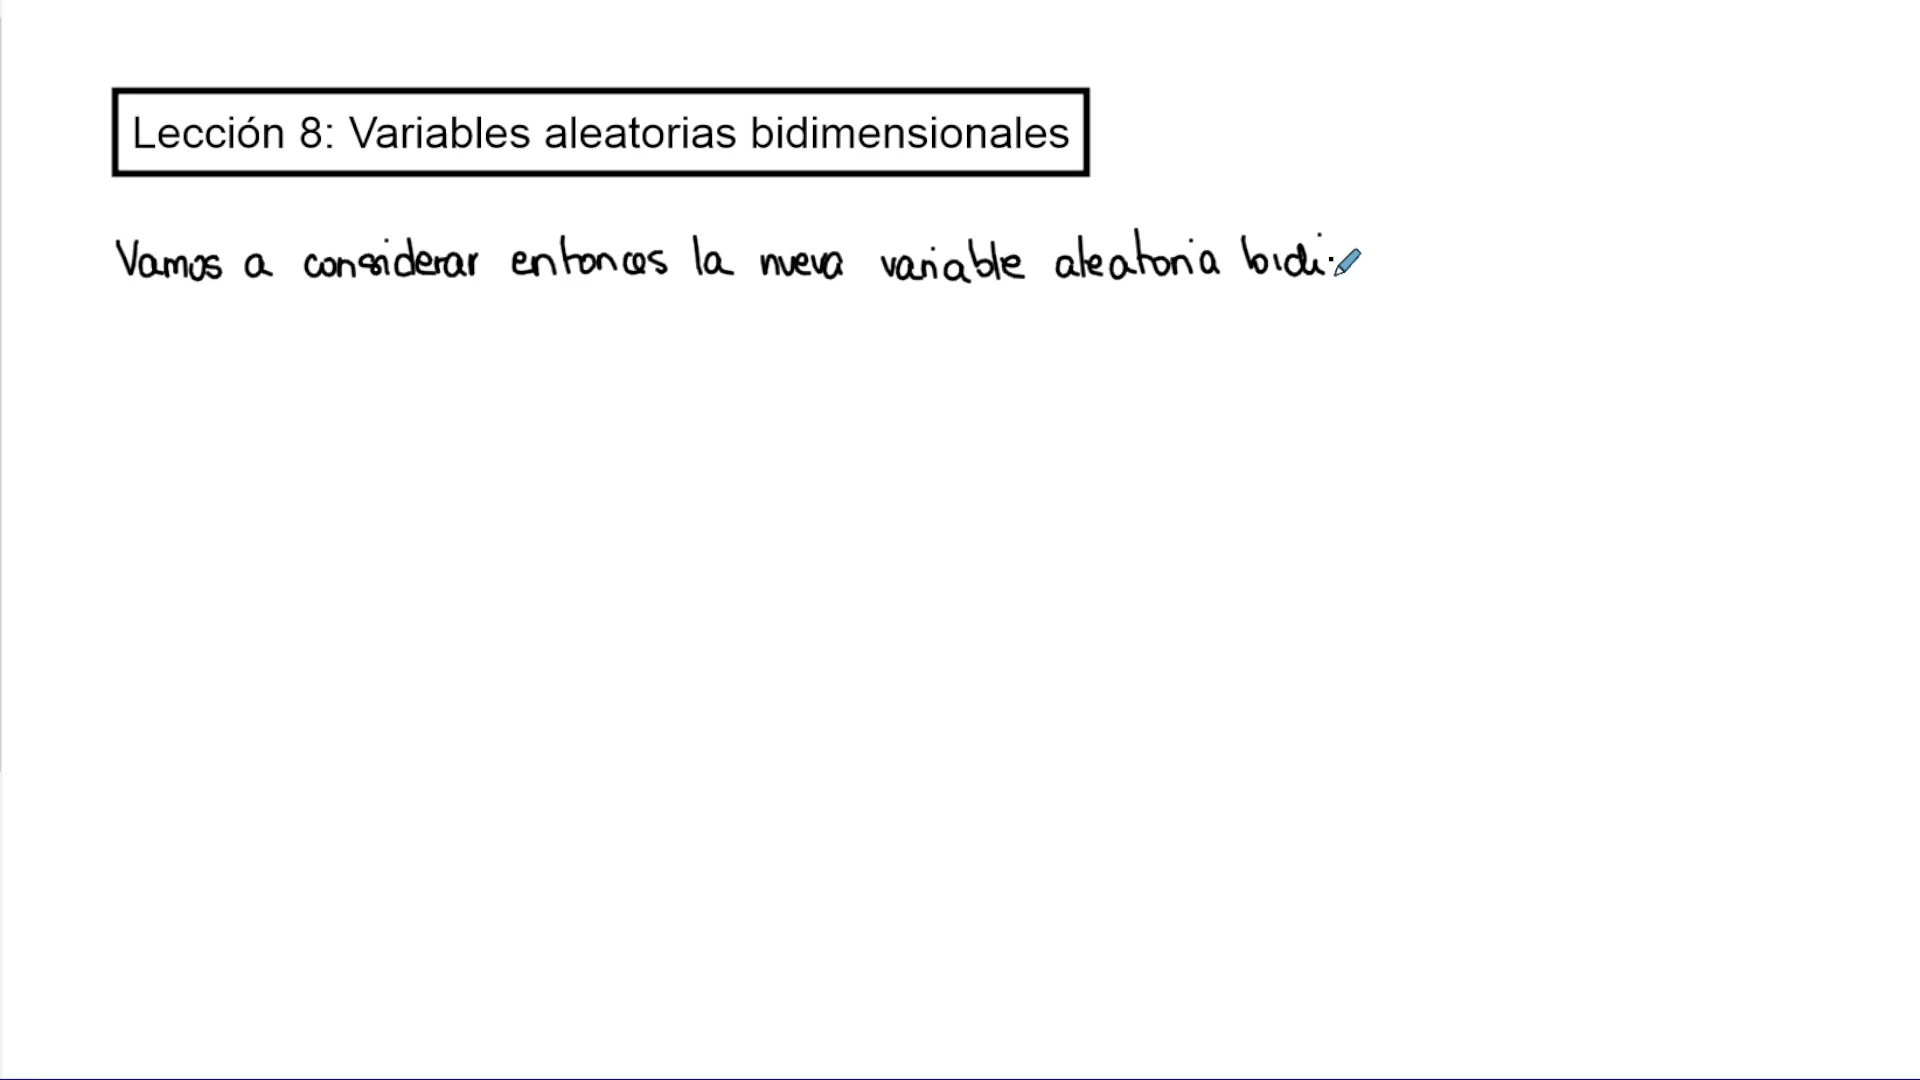 Lección 8: Variables aleatorias bidimensionales
Vamos a considerar entonces la nueva variable aleatoria bidi